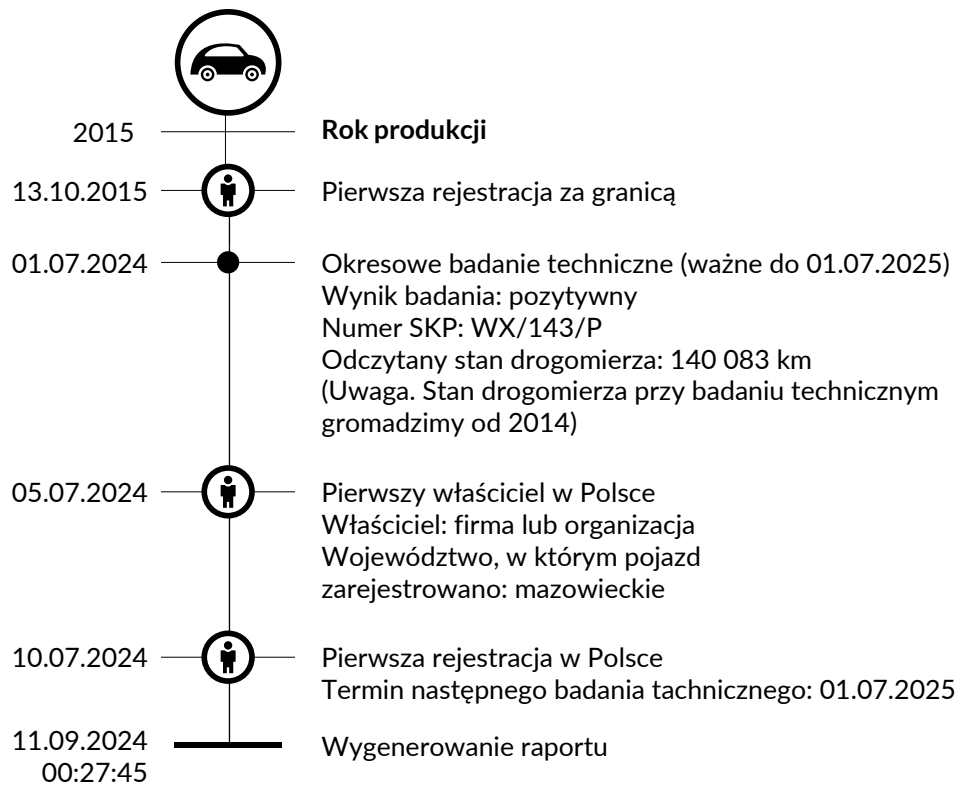 2015
Rok produkcji
13.10.2015
Pierwsza rejestracja za granicą
01.07.2024
Okresowe badanie techniczne (ważne do 01.07.2025)
Wynik badania: pozytywny
Numer SKP: WX/143/P
Odczytany stan drogomierza: 140 083 km
(Uwaga. Stan drogomierza przy badaniu technicznym
gromadzimy od 2014)
05.07.2024
Pierwszy właściciel w Polsce
Właściciel: firma lub organizacja
Województwo, w którym pojazd
zarejestrowano: mazowieckie
10.07.2024
Pierwsza rejestracja w Polsce
Termin następnego badania tachnicznego: 01.07.2025
11.09.2024
00:27:45
Wygenerowanie raportu